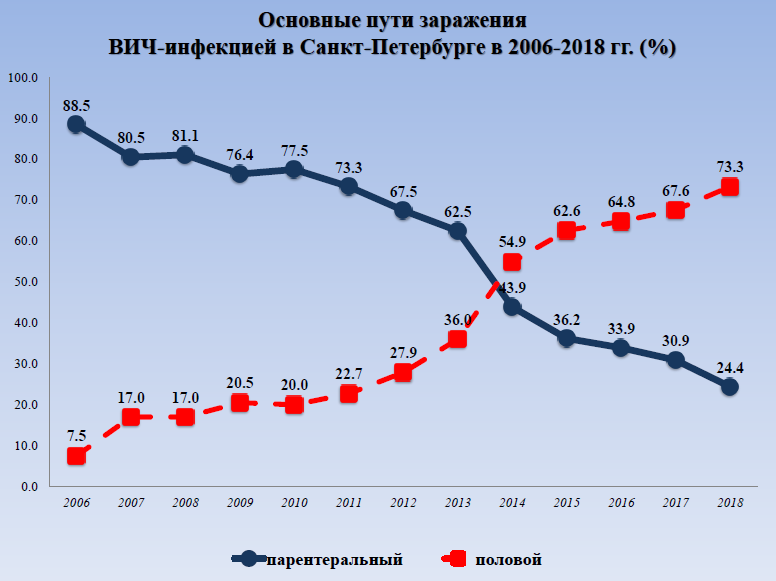 Основные пути заражения
ВИЧ-инфекцией в Санкт-Петербурге в 2006-2018 гг. (%)
100.0
90.0
80.0
70.0
60.0
50.0
40.0
30.0
20.0
10.0
0.0
88.5 80.5 81.1 76.4 77.5 73.3 67.5 62.5 43.9 36.2 33.9 30.9 24.4
7.5 17.0 17.0 20.5 20.0 22.7 27.9 36.0 54.9 62.6 64.8 67.6 73.3
2006 2007 2008 2009 2010 2011 2012 2013 2014 2015 2016 2017 2018
парентеральный половой